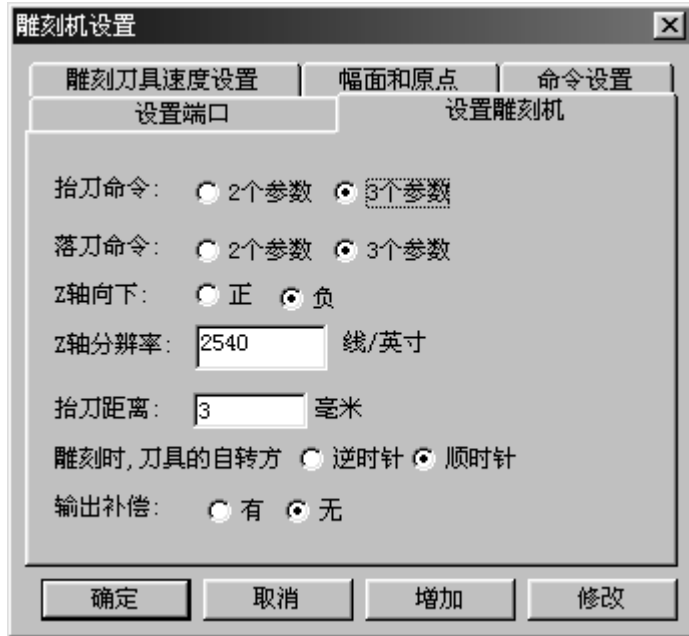 雕刻机设置
雕刻刀具速度设置 幅面和原点 命令设置
设置端口 设置雕刻机
抬刀命令: 2个参数 3个参数
落刀命令: 2个参数 3个参数
Z轴向下: 正 负
Z轴分辨率: 2540 线/英寸
抬刀距离: 3 毫米
雕刻时,刀具的自转方 逆时针 顺时针
输出补偿: 有 无
确定 取消 增加 修改